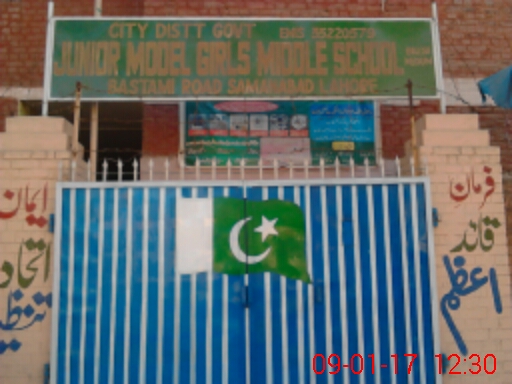 CITY DISTT GOVT EMIS 35220579
JUNIOR MODEL GIRLS MIDDLE SCHOOL
BASTAMI ROAD SAMANABAD LAHORE
ایمان
اتحاد
تنظیم
فرمان
قائد
اعظم
09-01-17 12:30